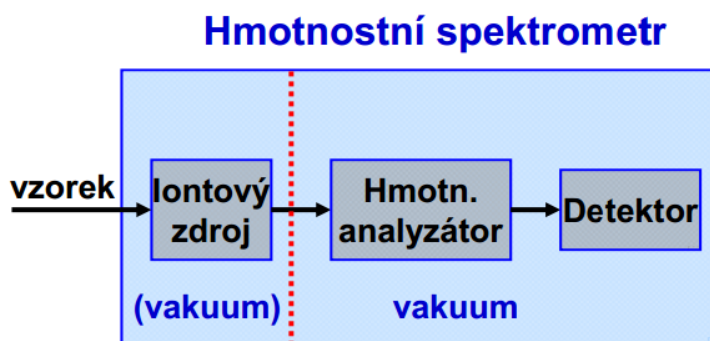 Hmotnostní spektrometr
vzorek
Iontový
zdroj
Hmotn.
analyzátor
Detektor
(vakuum)
vakuum